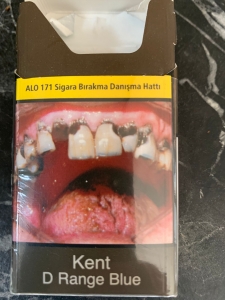 ALO 171 Sigara Bırakma Danışma Hattı
Kent
D Range Blue